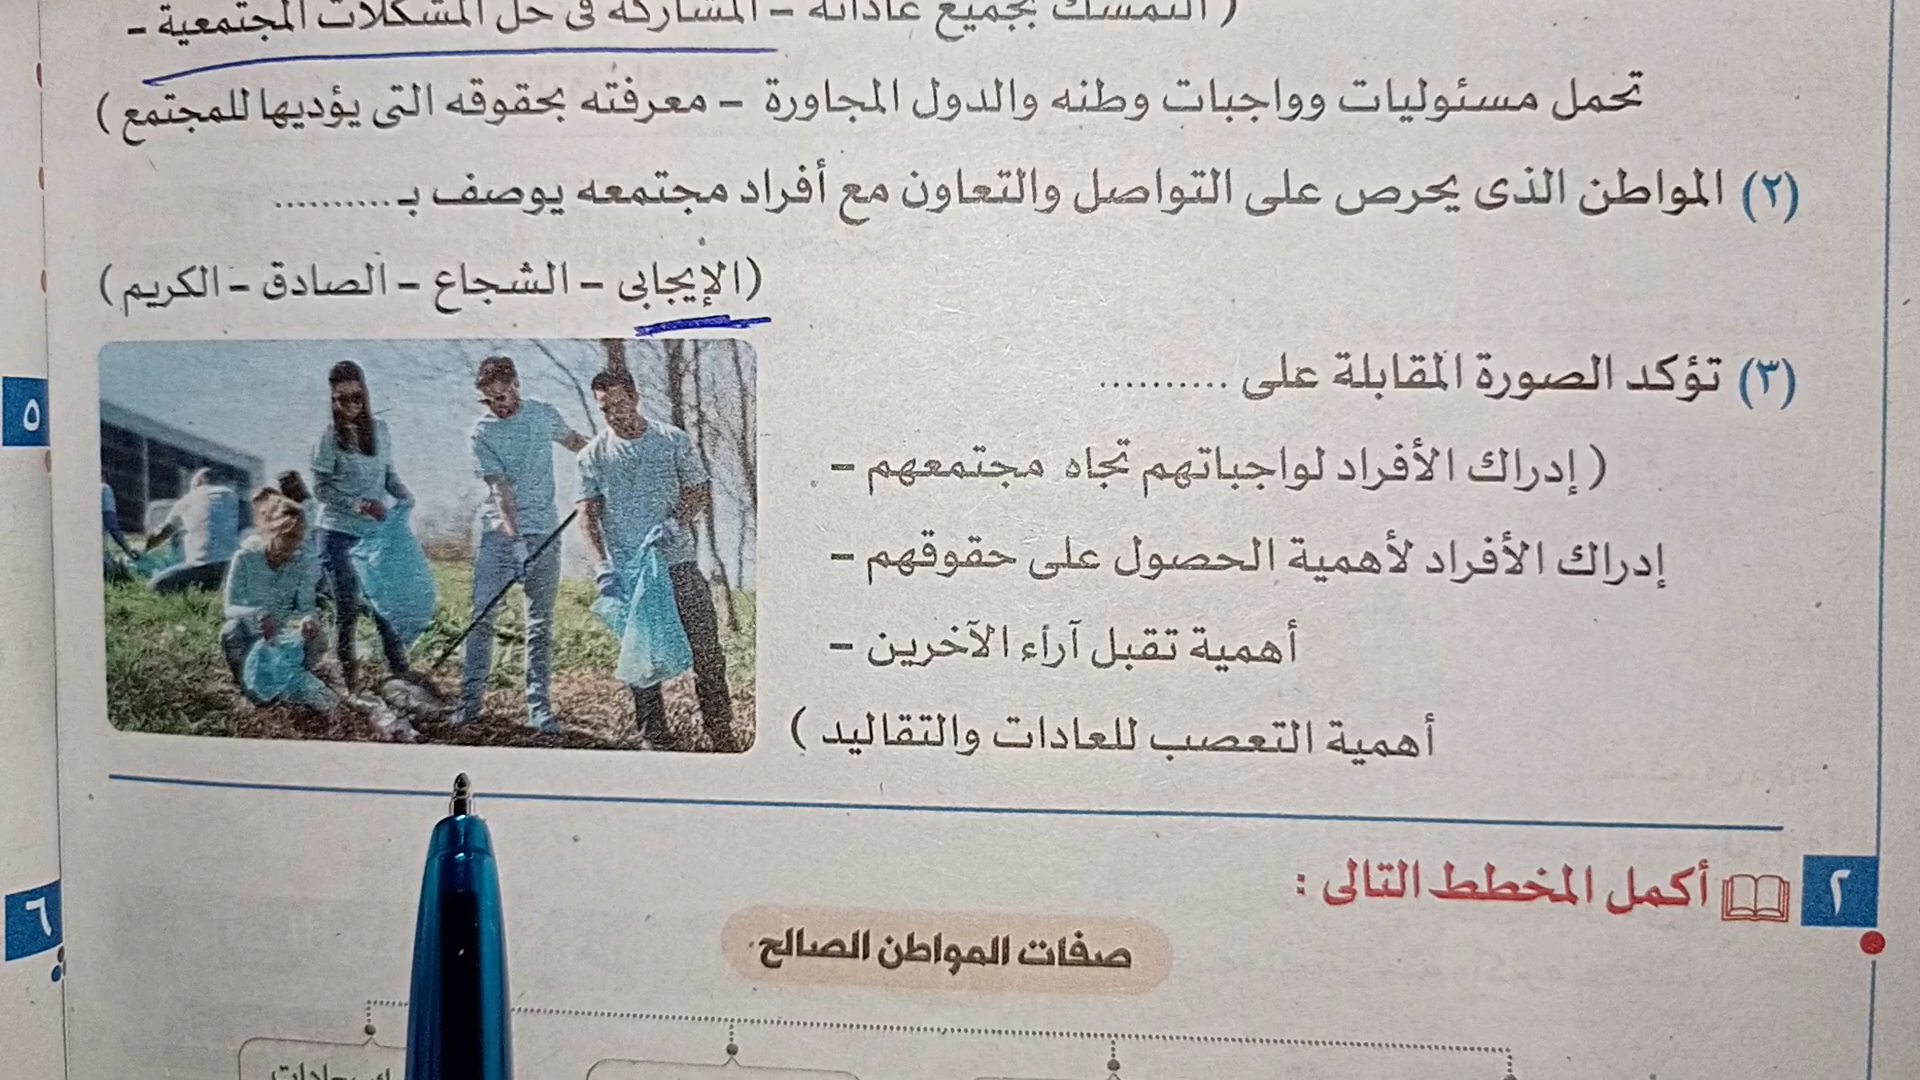 ( التمسك بجميع عاداته – المشاركة فى حل المشكلات المجتمعية –
تحمل مسئوليات وواجبات وطنه والدول المجاورة – معرفته بحقوقه التى يؤديها للمجتمع )
(٢) المواطن الذى يحرص على التواصل والتعاون مع أفراد مجتمعه يوصف بـ ..........
(الإيجابى – الشجاع – الصادق – الكريم)
(٣) تؤكد الصورة المقابلة على ..........
( إدراك الأفراد لواجباتهم تجاه مجتمعهم –
إدراك الأفراد لأهمية الحصول على حقوقهم –
أهمية تقبل آراء الآخرين –
أهمية التعصب للعادات والتقاليد )
٥
٢ أكمل المخطط التالى :
٦
صفات المواطن الصالح